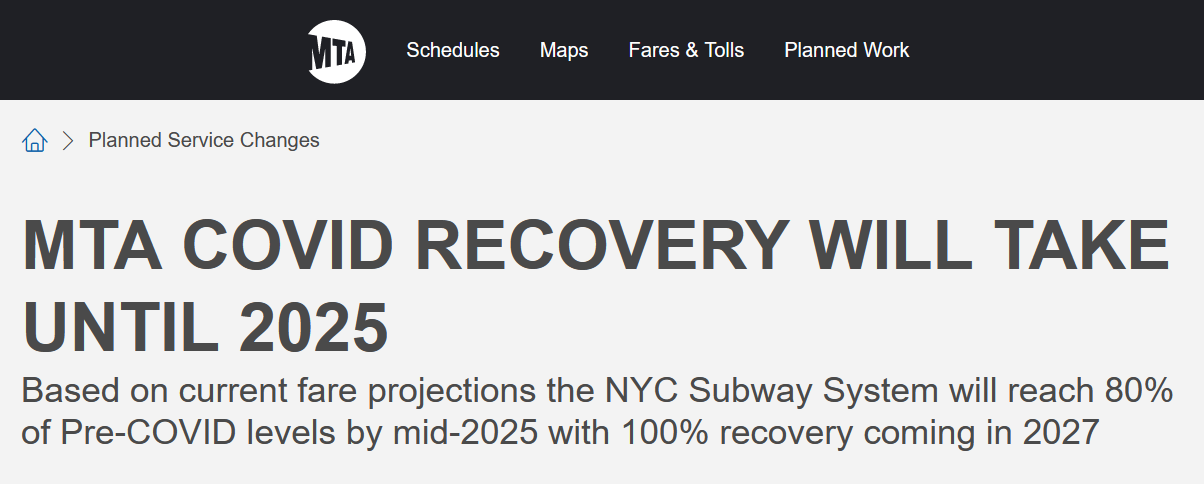 MTA Schedules Maps Fares & Tolls Planned Work
Planned Service Changes
MTA COVID RECOVERY WILL TAKE
UNTIL 2025
Based on current fare projections the NYC Subway System will reach 80%
of Pre-COVID levels by mid-2025 with 100% recovery coming in 2027